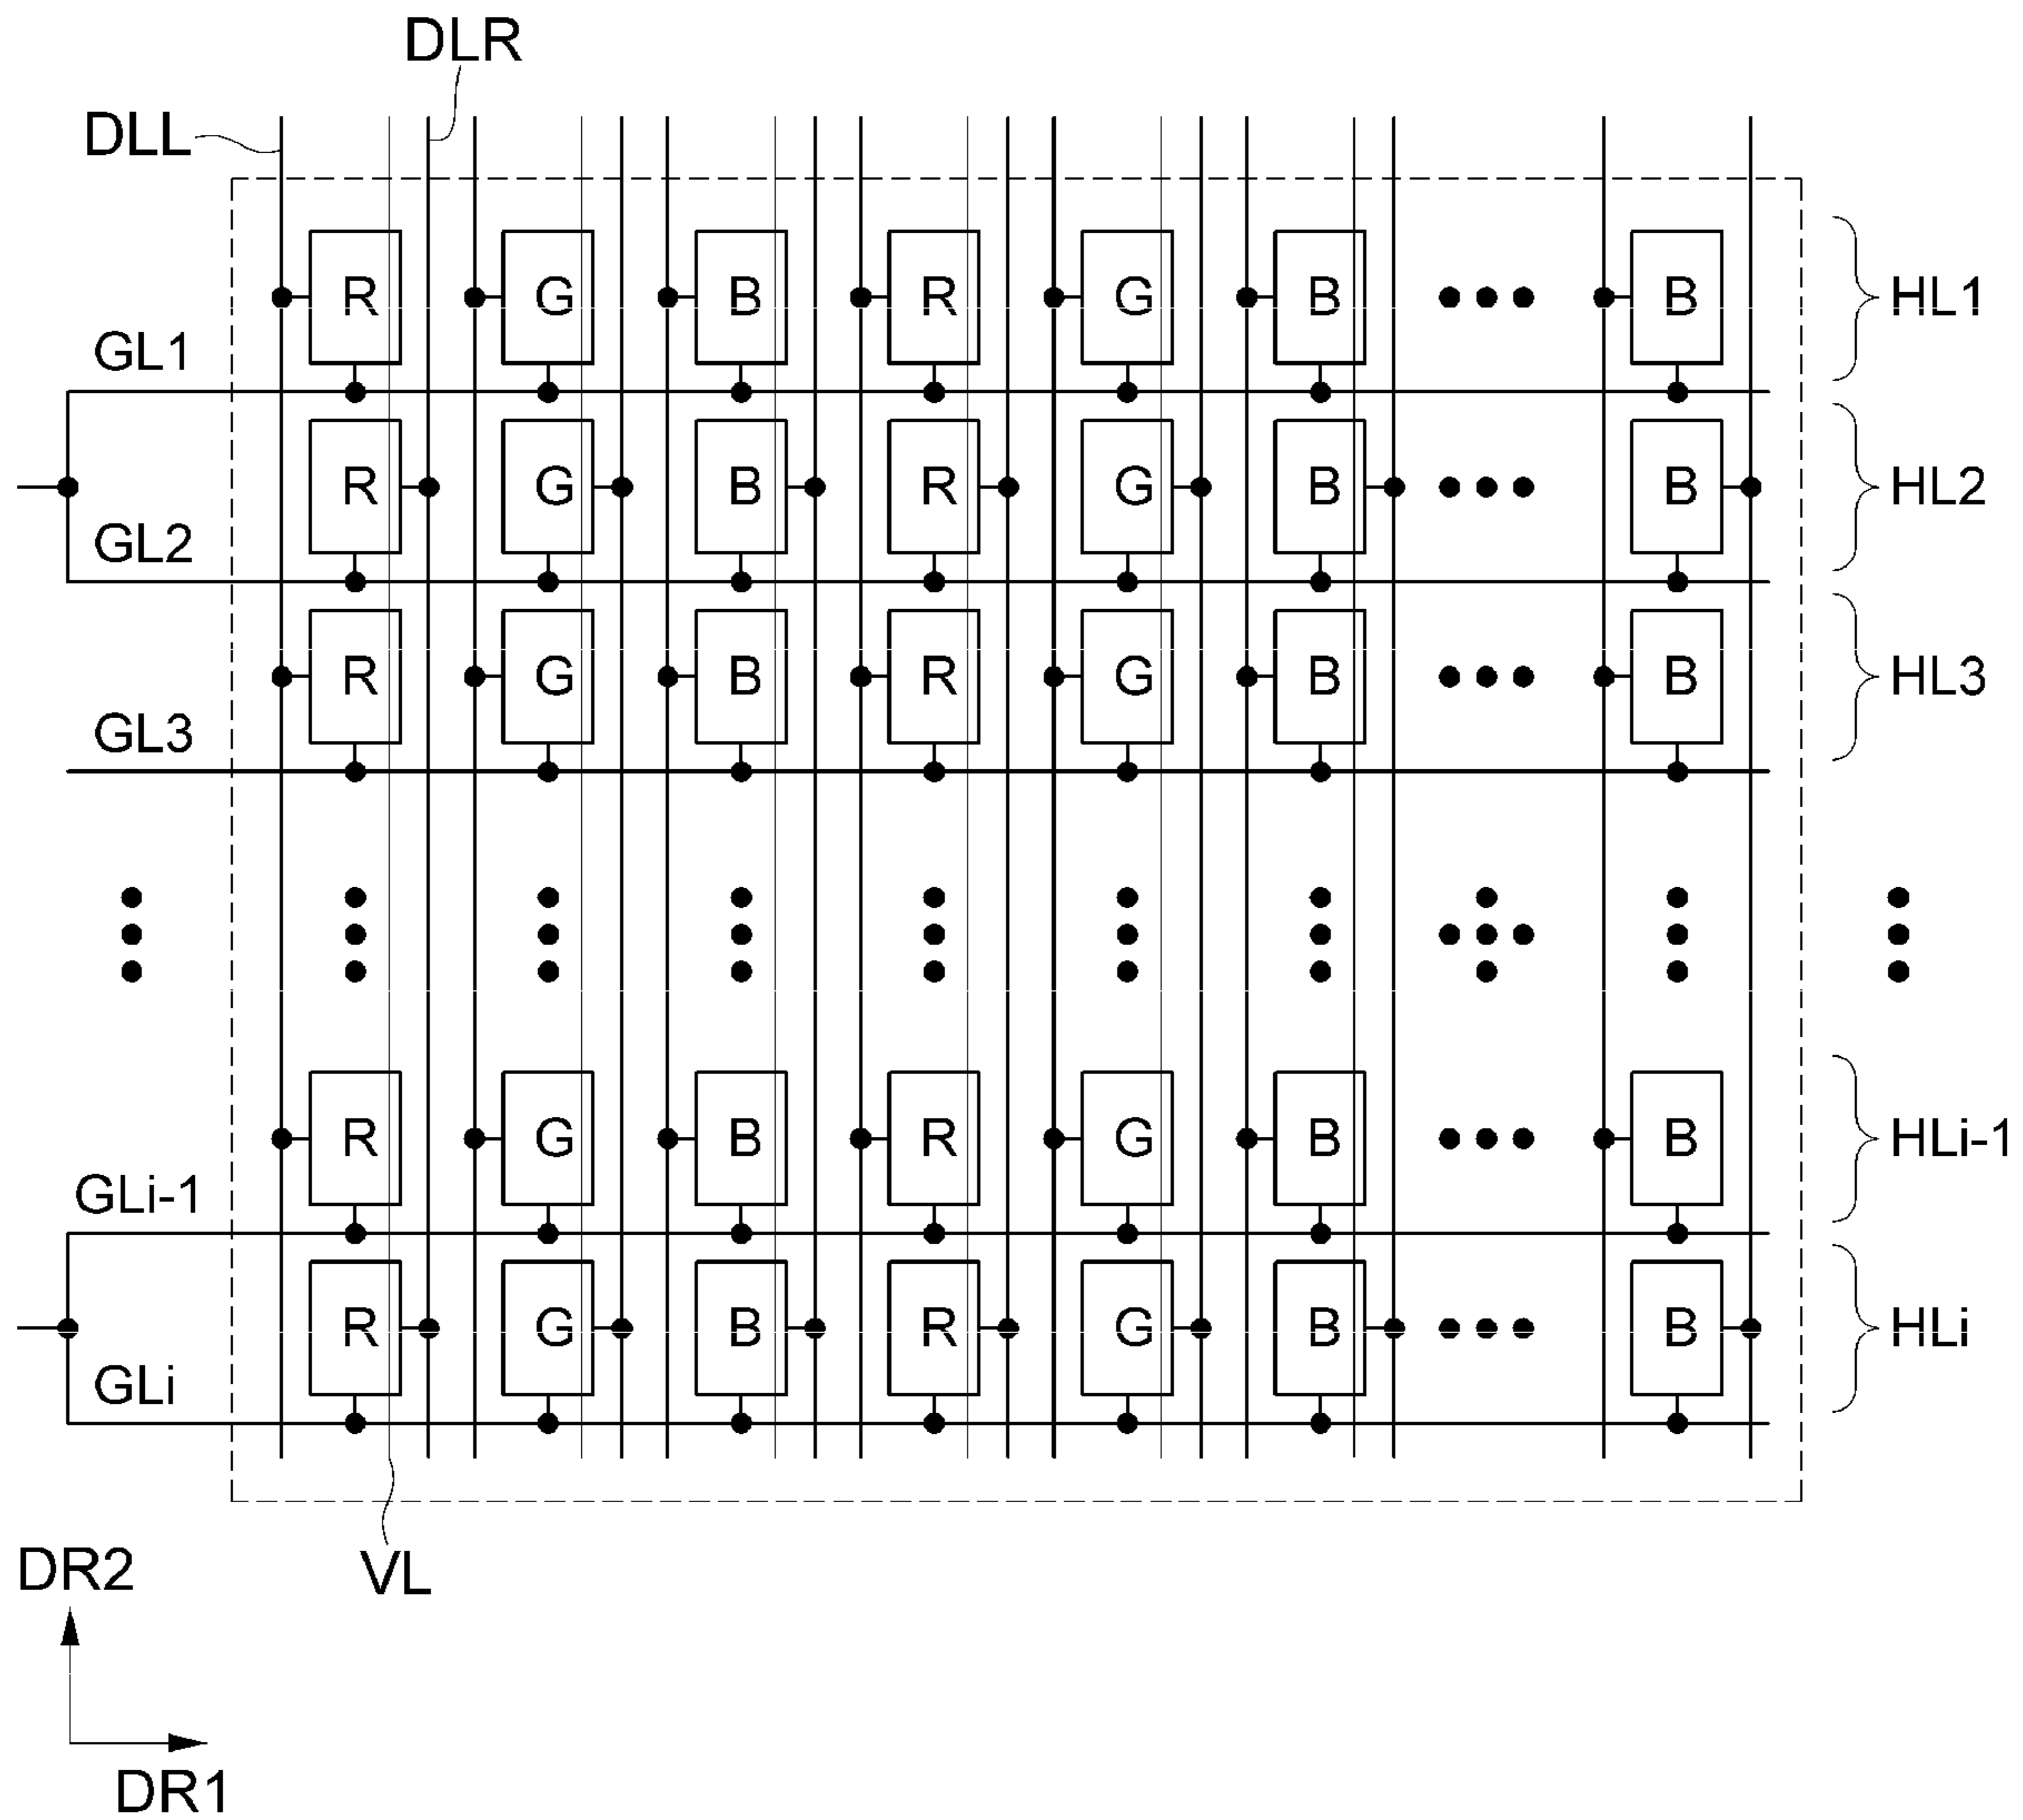 DLR
DLL
R G B R G B B HL1
GL1
R G B R G B B HL2
GL2
R G B R G B B HL3
GL3
R G B R G B B HLi-1
GLi-1
R G B R G B B HLi
GLi
VL
DR2
DR1